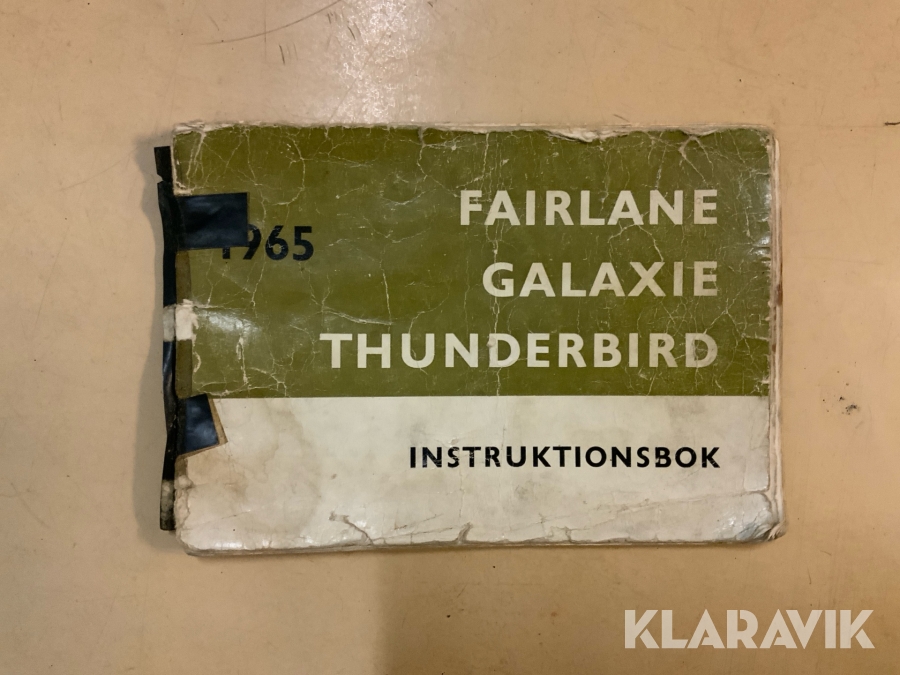 1965
FAIRLANE
GALAXIE
THUNDERBIRD
INSTRUKTIONSBOK
KLARAVIK